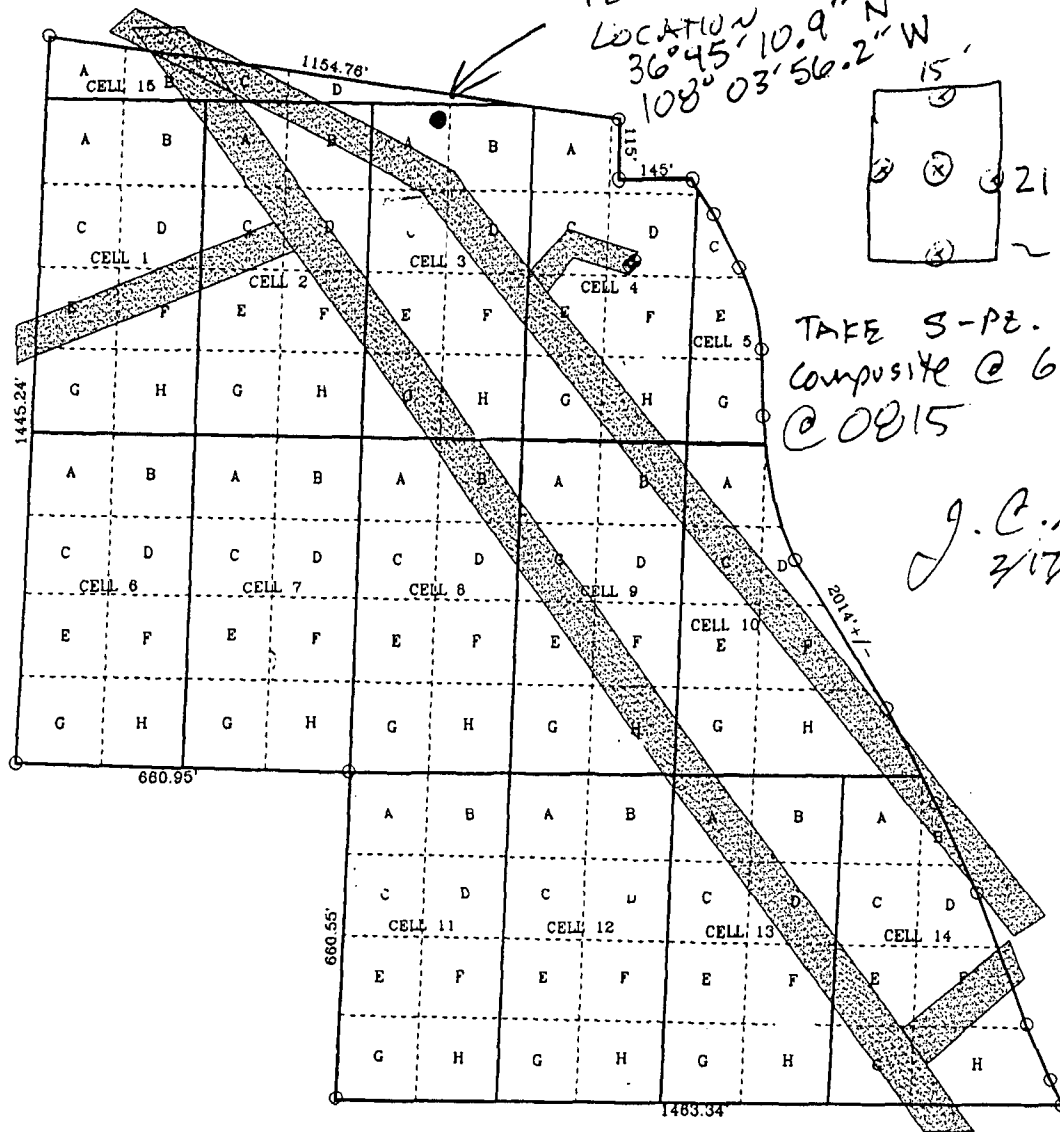 LOCATION
36°45'10.9" N
108° 03'56.2" W
15'
21
1154.76'
A B C D
CELL 15
115'
145'
A B A B A B A
C D C D D C D C
CELL 1
CELL 2
CELL 3
CELL 4
E F E F E F E F E
CELL 5
G H G H G H G H G
TAKE 5-Pt.
Composite @ 6
@ 0815
1445.24'
A B A B A B A B A
J. C.
C D C D C D C D C D
CELL 6
CELL 7
CELL 8
CELL 9
CELL 10
2014'+/-
E F E F E F E F E F
G H G H G H G H G H
660.95'
A B A B A B A B
C D C C D C D
CELL 11
CELL 12
CELL 13
CELL 14
660.55'
E F E F E F E F
G H G H G H G H
1463.34'